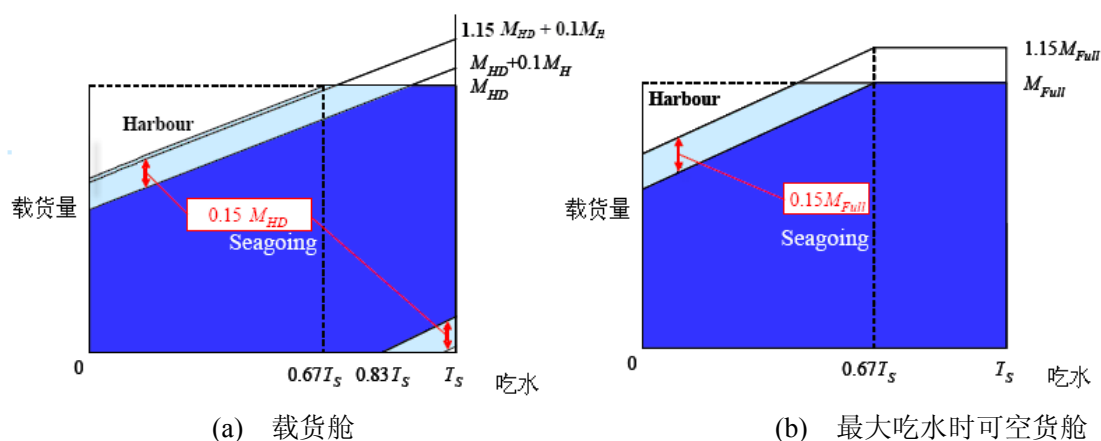 1.15 M_HD + 0.1M_H
M_HD+0.1M_H
M_HD
Harbour
载货量
0.15 M_HD
Seagoing
0
0.67T_S
0.83T_S
T_S
吃水
(a) 载货舱
1.15M_Full
M_Full
Harbour
载货量
0.15M_Full
Seagoing
0
0.67T_S
T_S
吃水
(b) 最大吃水时可空货舱